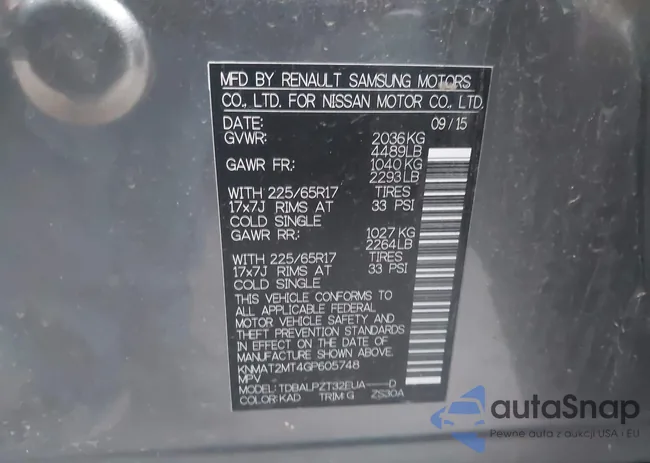 MFD BY RENAULT SAMSUNG MOTORS
CO., LTD. FOR NISSAN MOTOR CO., LTD.
DATE: 09/15
GVWR: 2036KG
4489LB
GAWR FR: 1040KG
2293LB
WITH 225/65R17 TIRES
17x7J RIMS AT 33 PSI
COLD SINGLE
GAWR RR: 1027KG
2264LB
WITH 225/65R17 TIRES
17x7J RIMS AT 33 PSI
COLD SINGLE
THIS VEHICLE CONFORMS TO
ALL APPLICABLE FEDERAL
MOTOR VEHICLE SAFETY AND
THEFT PREVENTION STANDARDS
IN EFFECT ON THE DATE OF
MANUFACTURE SHOWN ABOVE.
KNMAT2MT4GP605748
MPV
MODEL: TDBALPZT32EUA----D
COLOR: KAD TRIM: G ZS30A
autaSnap
Pewne auta z aukcji USA i EU